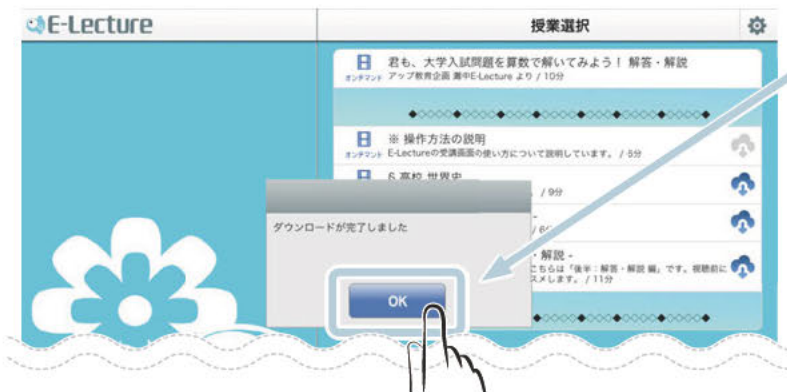 E-Lecture
授業選択
オンデマンド
君も、大学入試問題を算数で解いてみよう！ 解答・解説
アップ教育企画 灘中E-Lecture より / 10分
◆◇◇◇◇◆◇◇◇◇◆◇◇◇◇◆◇◇◇◇◆◇◇◇◇◆◇◇◇◇◆◇◇◇◇◆
オンデマンド
※ 操作方法の説明
E-Lectureの受講画面の使い方について説明しています。 / 5分
6 高校 世界史
/ 9分
-
・解説 -
こちらは「後半：解答・解説 編」です。視聴前に
スメします。 / 11分
ダウンロードが完了しました
OK
◆◇◇◇◇◆◇◇◇◇◆◇◇◇◇◆◇◇◇◇◆